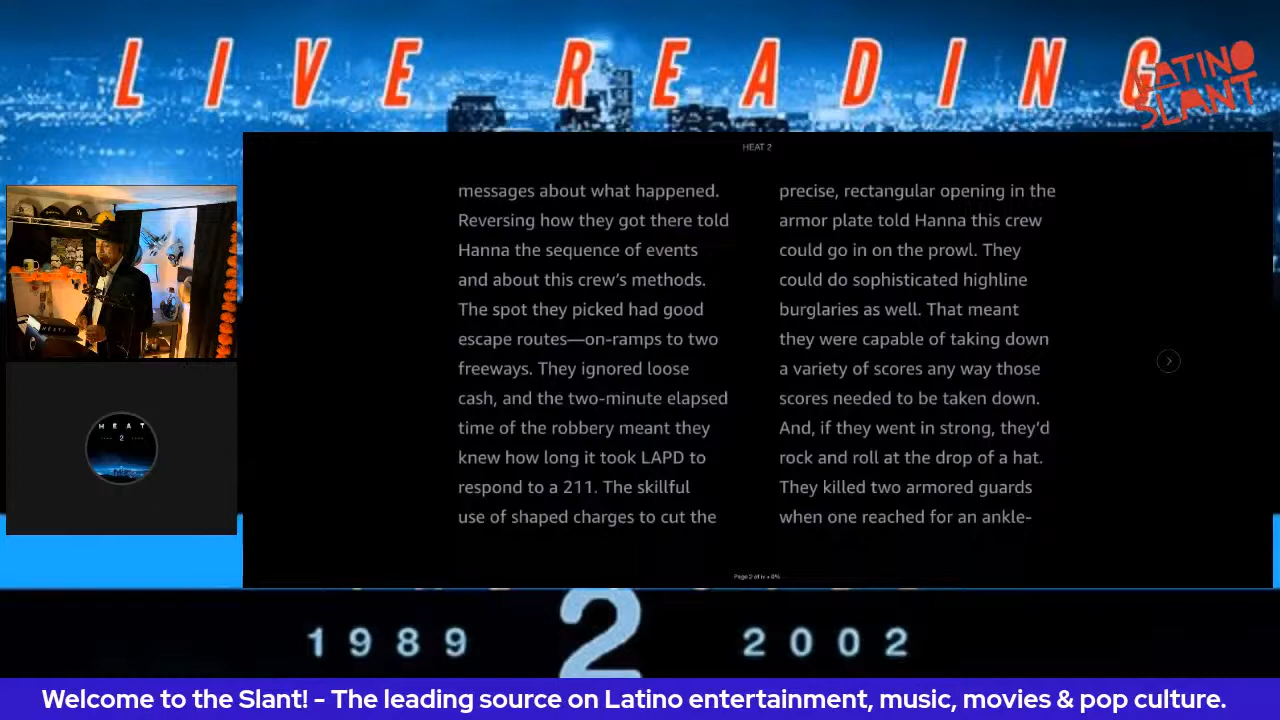 LIVE READING
LATINO
SLANT
HEAT 2
messages about what happened.
Reversing how they got there told
Hanna the sequence of events
and about this crew’s methods.
The spot they picked had good
escape routes—on-ramps to two
freeways. They ignored loose
cash, and the two-minute elapsed
time of the robbery meant they
knew how long it took LAPD to
respond to a 211. The skillful
use of shaped charges to cut the
precise, rectangular opening in the
armor plate told Hanna this crew
could go in on the prowl. They
could do sophisticated highline
burglaries as well. That meant
they were capable of taking down
a variety of scores any way those
scores needed to be taken down.
And, if they went in strong, they’d
rock and roll at the drop of a hat.
They killed two armored guards
when one reached for an ankle-
Page 2 of iv • 0%
HEAT
2
1989 2 2002
Welcome to the Slant! - The leading source on Latino entertainment, music, movies & pop culture.